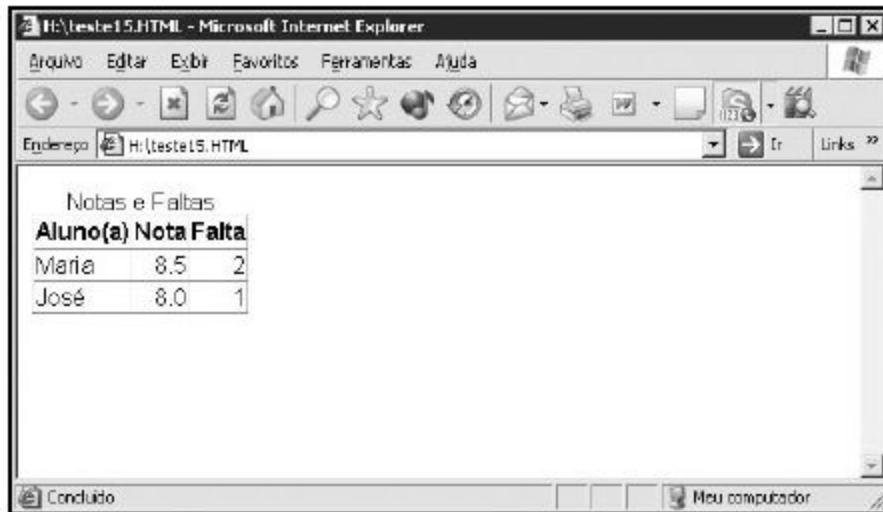 H:\teste15.HTML - Microsoft Internet Explorer
Arquivo Editar Exibir Favoritos Ferramentas Ajuda
Endereço H:\teste15.HTML Ir Links »
Notas e Faltas
Aluno(a) Nota Falta
Maria 8.5 2
José 8.0 1
Concluído Meu computador